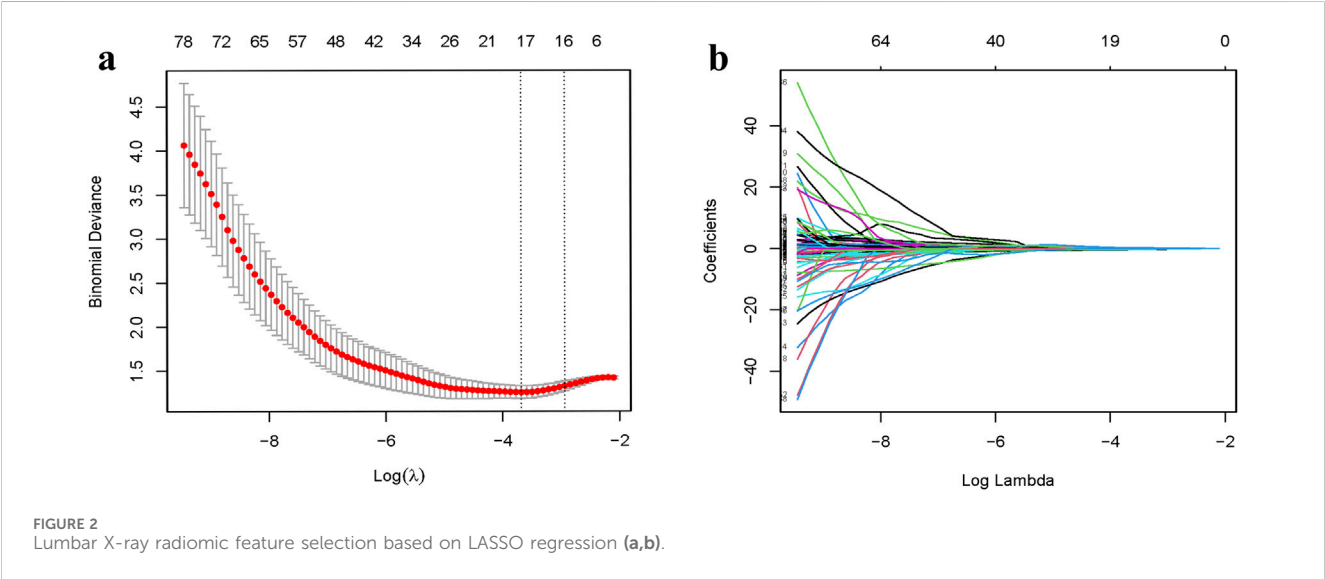 a
78 72 65 57 48 42 34 26 21 17 16 6
Binomial Deviance
4.5
4.0
3.5
3.0
2.5
2.0
1.5
−8 −6 −4 −2
Log(λ)
b
64 40 19 0
Coefficients
40
20
0
−20
−40
−8 −6 −4 −2
Log Lambda
FIGURE 2
Lumbar X-ray radiomic feature selection based on LASSO regression (a,b).